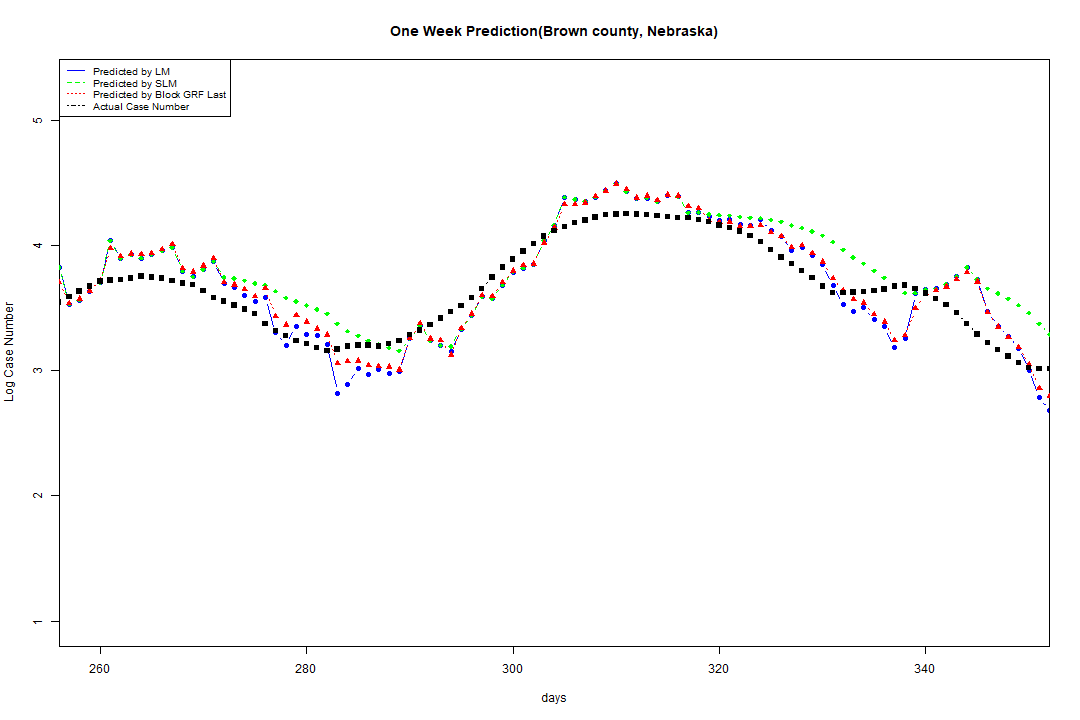 One Week Prediction(Brown county, Nebraska)
Predicted by LM
Predicted by SLM
Predicted by Block GRF Last
Actual Case Number
Log Case Number
5
4
3
2
1
260 280 300 320 340
days